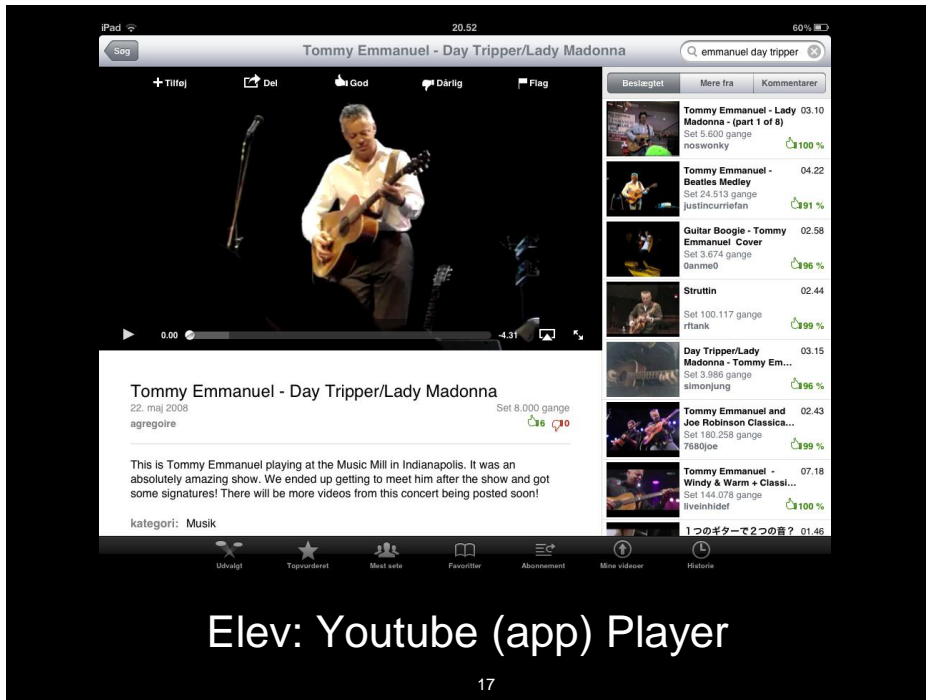 iPad 20.52 60%
Søg Tommy Emmanuel - Day Tripper/Lady Madonna emmanuel day tripper
Tilføj Del God Dårlig Flag
0.00 -4.31
Tommy Emmanuel - Day Tripper/Lady Madonna
22. maj 2008 Set 8.000 gange
agregoire 6 0
This is Tommy Emmanuel playing at the Music Mill in Indianapolis. It was an
absolutely amazing show. We ended up getting to meet him after the show and got
some signatures! There will be more videos from this concert being posted soon!
kategori: Musik
Beslægtet Mere fra Kommentarer
Tommy Emmanuel - Lady 03.10
Madonna - (part 1 of 8)
Set 5.600 gange
noswonky 100 %
Tommy Emmanuel - 04.22
Beatles Medley
Set 24.513 gange
justincurriefan 91 %
Guitar Boogie - Tommy 02.58
Emmanuel Cover
Set 3.674 gange
0anme0 96 %
Struttin 02.44
Set 100.117 gange
rftank 99 %
Day Tripper/Lady 03.15
Madonna - Tommy Em...
Set 3.986 gange
simonjung 96 %
Tommy Emmanuel and 02.43
Joe Robinson Classica...
Set 180.258 gange
7680joe 99 %
Tommy Emmanuel - 07.18
Windy & Warm + Classi...
Set 144.078 gange
liveinhidef 100 %
1つのギターで2つの音? 01.46
Udvalgt Topvurderet Mest sete Favoritter Abonnement Mine videoer Historie
Elev: Youtube (app) Player
17